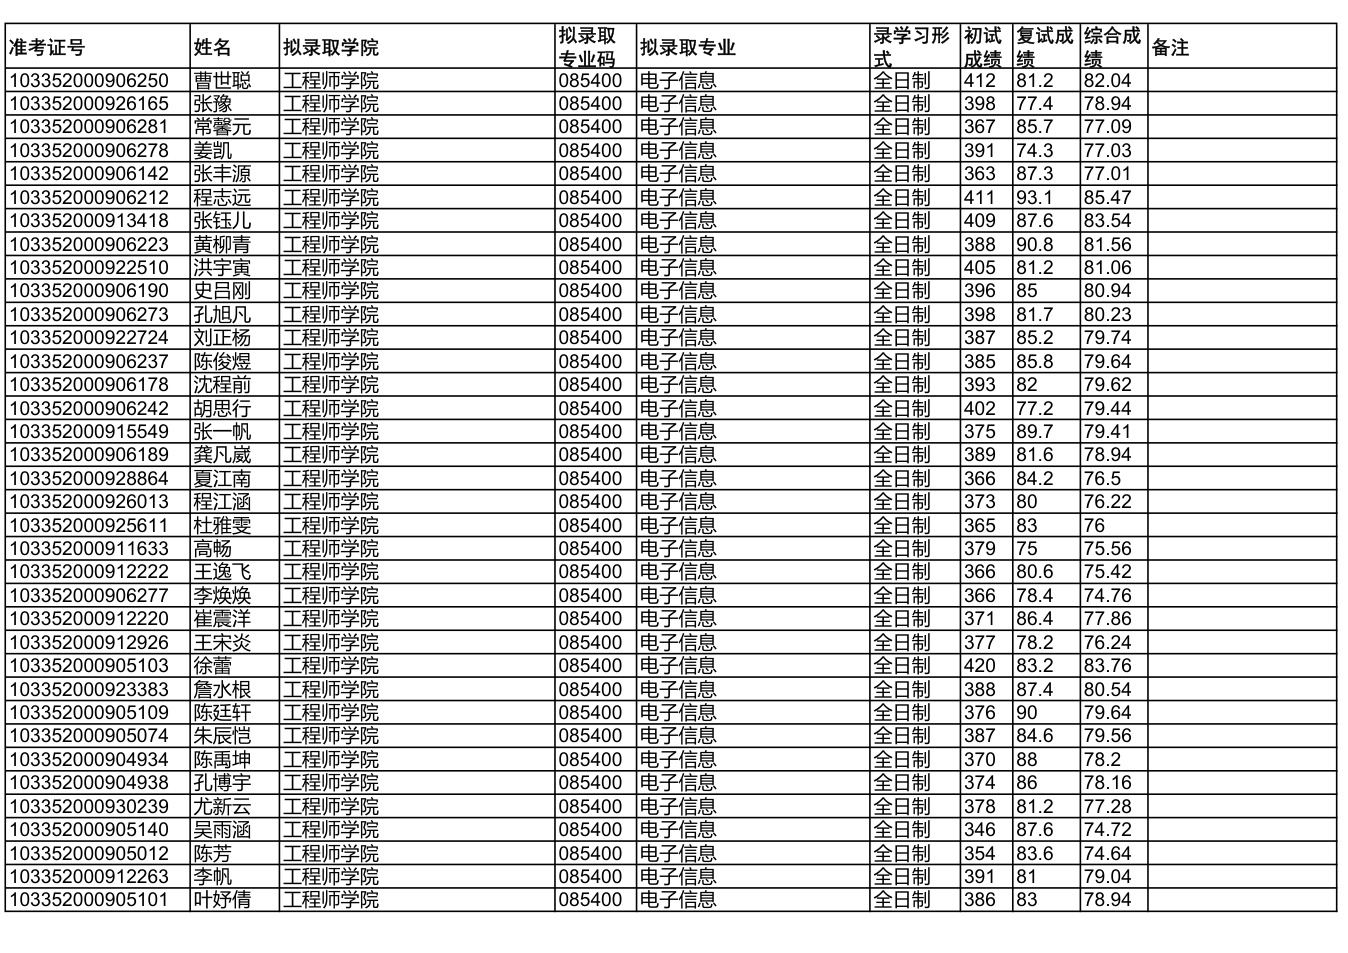 准考证号 姓名 拟录取学院 拟录取专业码 拟录取专业 录学习形式 初试成绩 复试成绩 综合成绩 备注
103352000906250 曹世聪 工程师学院 085400 电子信息 全日制 412 81.2 82.04
103352000926165 张豫 工程师学院 085400 电子信息 全日制 398 77.4 78.94
103352000906281 常馨元 工程师学院 085400 电子信息 全日制 367 85.7 77.09
103352000906278 姜凯 工程师学院 085400 电子信息 全日制 391 74.3 77.03
103352000906142 张丰源 工程师学院 085400 电子信息 全日制 363 87.3 77.01
103352000906212 程志远 工程师学院 085400 电子信息 全日制 411 93.1 85.47
103352000913418 张钰儿 工程师学院 085400 电子信息 全日制 409 87.6 83.54
103352000906223 黄柳青 工程师学院 085400 电子信息 全日制 388 90.8 81.56
103352000922510 洪宇寅 工程师学院 085400 电子信息 全日制 405 81.2 81.06
103352000906190 史吕刚 工程师学院 085400 电子信息 全日制 396 85 80.94
103352000906273 孔旭凡 工程师学院 085400 电子信息 全日制 398 81.7 80.23
103352000922724 刘正杨 工程师学院 085400 电子信息 全日制 387 85.2 79.74
103352000906237 陈俊煜 工程师学院 085400 电子信息 全日制 385 85.8 79.64
103352000906178 沈程前 工程师学院 085400 电子信息 全日制 393 82 79.62
103352000906242 胡思行 工程师学院 085400 电子信息 全日制 402 77.2 79.44
103352000915549 张一帆 工程师学院 085400 电子信息 全日制 375 89.7 79.41
103352000906189 龚凡崴 工程师学院 085400 电子信息 全日制 389 81.6 78.94
103352000928864 夏江南 工程师学院 085400 电子信息 全日制 366 84.2 76.5
103352000926013 程江涵 工程师学院 085400 电子信息 全日制 373 80 76.22
103352000925611 杜雅雯 工程师学院 085400 电子信息 全日制 365 83 76
103352000911633 高畅 工程师学院 085400 电子信息 全日制 379 75 75.56
103352000912222 王逸飞 工程师学院 085400 电子信息 全日制 366 80.6 75.42
103352000906277 李焕焕 工程师学院 085400 电子信息 全日制 366 78.4 74.76
103352000912220 崔震洋 工程师学院 085400 电子信息 全日制 371 86.4 77.86
103352000912926 王宋炎 工程师学院 085400 电子信息 全日制 377 78.2 76.24
103352000905103 徐蕾 工程师学院 085400 电子信息 全日制 420 83.2 83.76
103352000923383 詹水根 工程师学院 085400 电子信息 全日制 388 87.4 80.54
103352000905109 陈廷轩 工程师学院 085400 电子信息 全日制 376 90 79.64
103352000905074 朱辰恺 工程师学院 085400 电子信息 全日制 387 84.6 79.56
103352000904934 陈禹坤 工程师学院 085400 电子信息 全日制 370 88 78.2
103352000904938 孔博宇 工程师学院 085400 电子信息 全日制 374 86 78.16
103352000930239 尤新云 工程师学院 085400 电子信息 全日制 378 81.2 77.28
103352000905140 吴雨涵 工程师学院 085400 电子信息 全日制 346 87.6 74.72
103352000905012 陈芳 工程师学院 085400 电子信息 全日制 354 83.6 74.64
103352000912263 李帆 工程师学院 085400 电子信息 全日制 391 81 79.04
103352000905101 叶妤倩 工程师学院 085400 电子信息 全日制 386 83 78.94